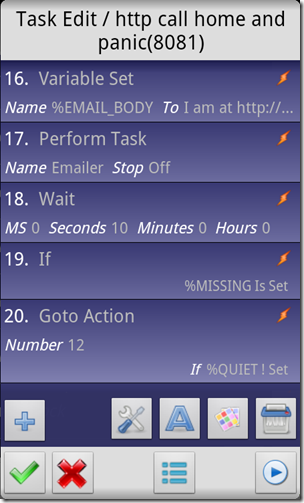 Task Edit / http call home and
panic(8081)
16. Variable Set
Name %EMAIL_BODY To I am at http://...
17. Perform Task
Name Emailer Stop Off
18. Wait
MS 0 Seconds 10 Minutes 0 Hours 0
19. If
%MISSING Is Set
20. Goto Action
Number 12
If %QUIET ! Set
A